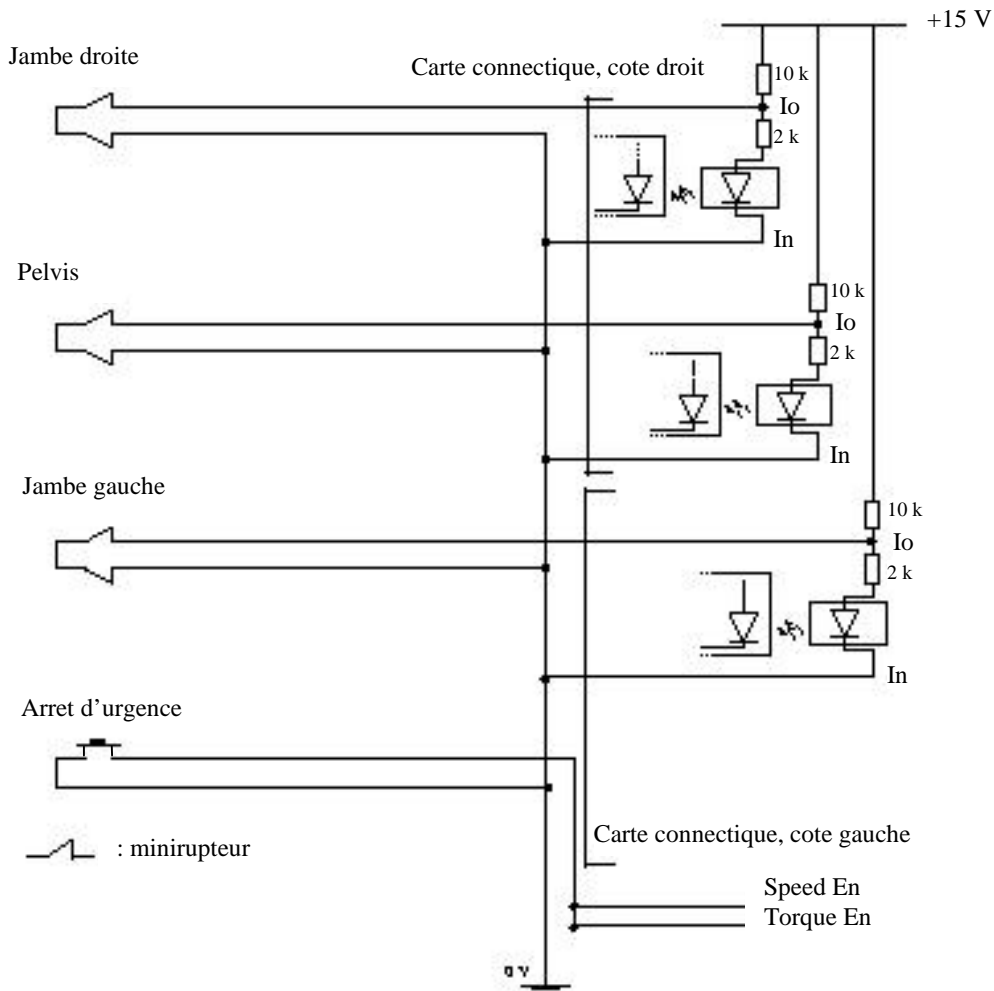 +15 V
Jambe droite
Carte connectique, cote droit
10 k
Io
2 k
In
Pelvis
10 k
Io
2 k
In
Jambe gauche
10 k
Io
2 k
In
Arret d’urgence
: minirupteur
Carte connectique, cote gauche
Speed En
Torque En
0 V